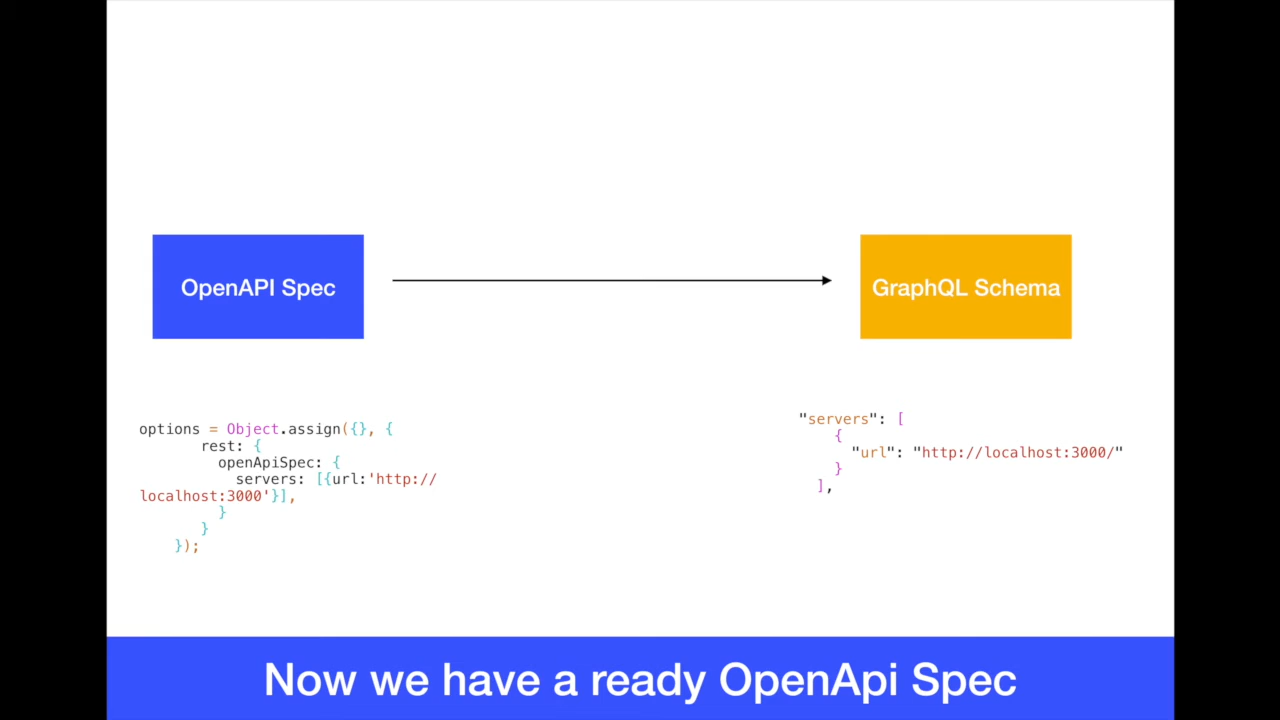 OpenAPI Spec
GraphQL Schema
options = Object.assign({}, {
rest: {
openApiSpec: {
servers: [{url:'http://
localhost:3000'}],
}
}
});
"servers": [
{
"url": "http://localhost:3000/"
}
],
Now we have a ready OpenApi Spec